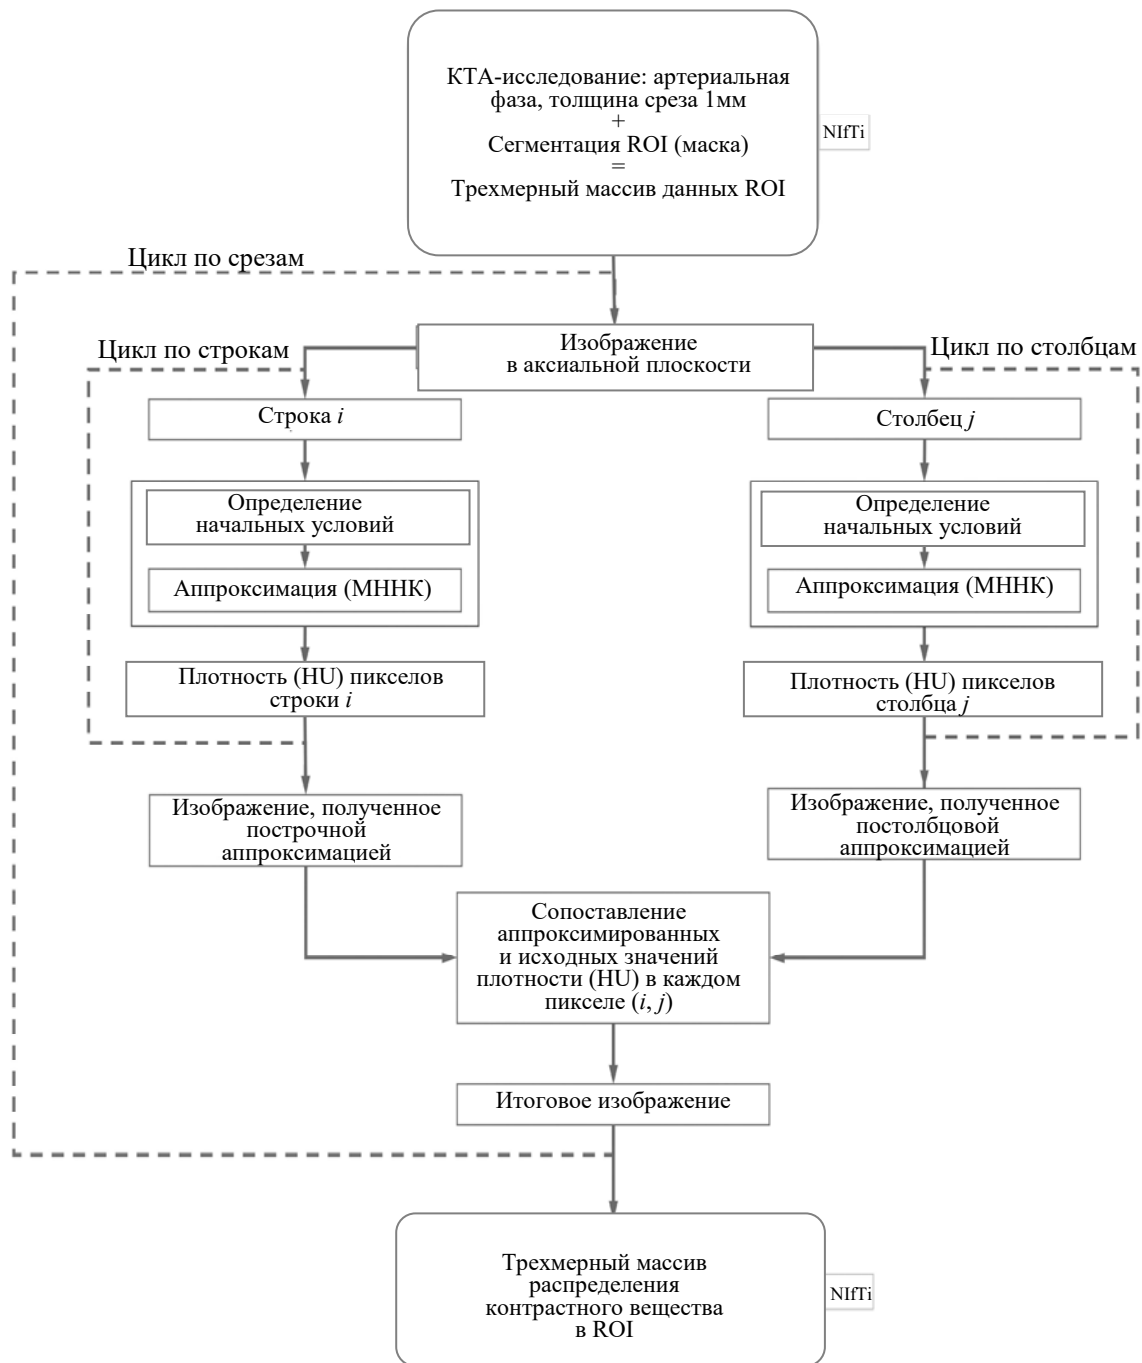 КТА-исследование: артериальная
фаза, толщина среза 1мм
+
Сегментация ROI (маска)
=
Трехмерный массив данных ROI
NIfTi
Цикл по срезам
Изображение
в аксиальной плоскости
Цикл по строкам
Цикл по столбцам
Строка i
Столбец j
Определение
начальных условий
Определение
начальных условий
Аппроксимация (МННК)
Аппроксимация (МННК)
Плотность (HU) пикселов
строки i
Плотность (HU) пикселов
столбца j
Изображение, полученное
построчной
аппроксимацией
Изображение, полученное
постолбцовой
аппроксимацией
Сопоставление
аппроксимированных
и исходных значений
плотности (HU) в каждом
пикселе (i, j)
Итоговое изображение
Трехмерный массив
распределения
контрастного вещества
в ROI
NIfTi